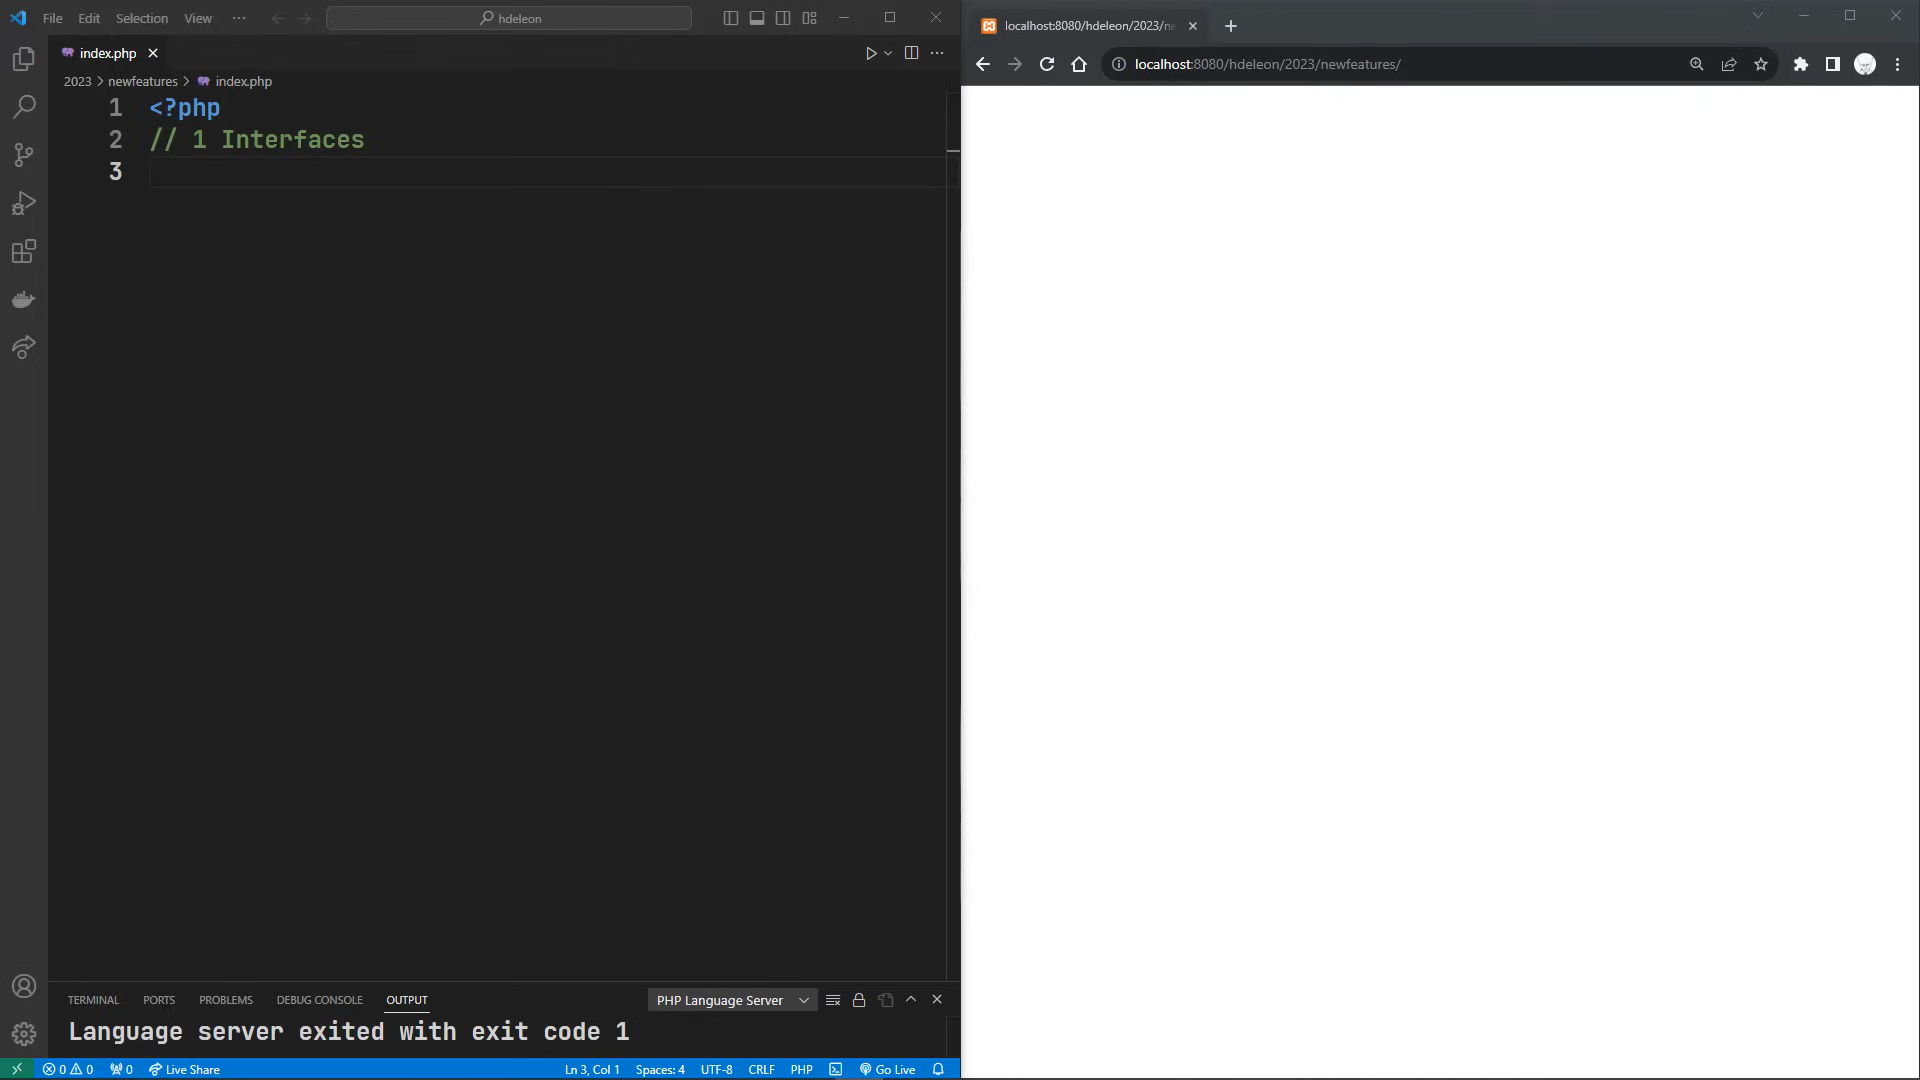 File Edit Selection View ··· hdeleon
index.php
2023 > newfeatures > index.php
1 <?php
2 // 1 Interfaces
3
TERMINAL PORTS PROBLEMS DEBUG CONSOLE OUTPUT PHP Language Server
Language server exited with exit code 1
0 0 0 Live Share Ln 3, Col 1 Spaces: 4 UTF-8 CRLF PHP Go Live
localhost:8080/hdeleon/2023/ne
localhost:8080/hdeleon/2023/newfeatures/